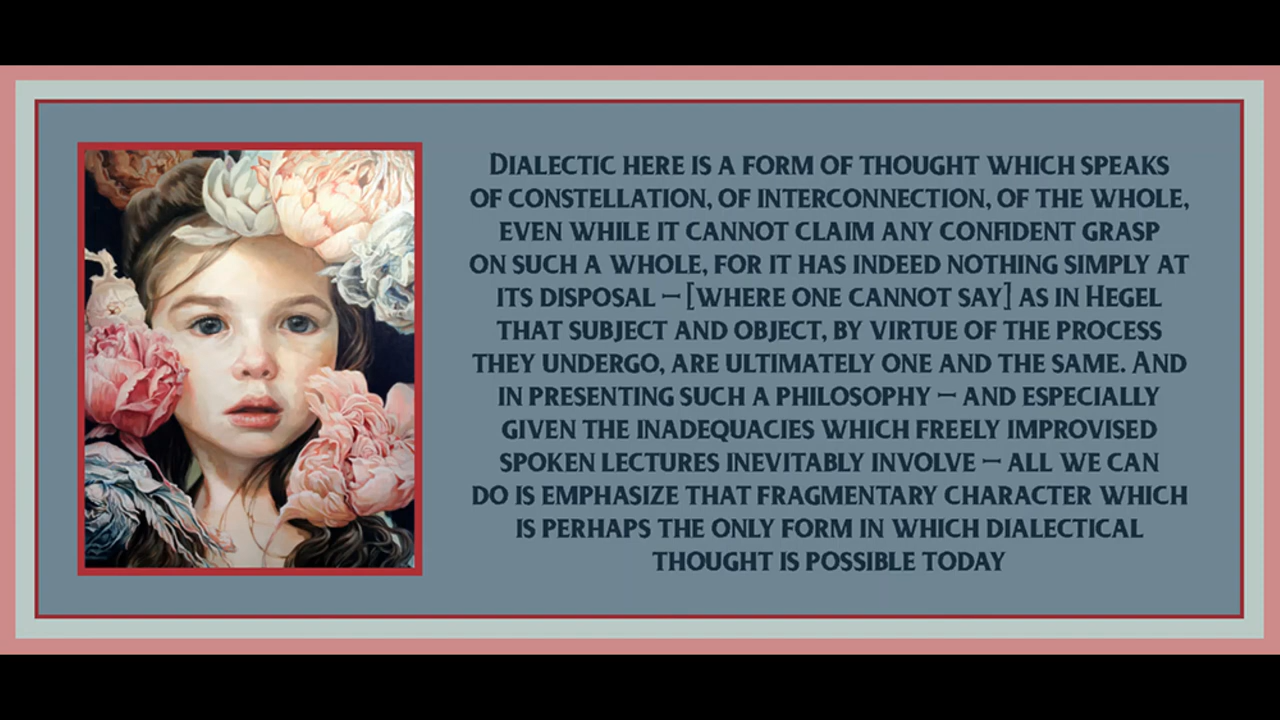 Dialectic here is a form of thought which speaks
of constellation, of interconnection, of the whole,
even while it cannot claim any confident grasp
on such a whole, for it has indeed nothing simply at
its disposal – [where one cannot say] as in Hegel
that subject and object, by virtue of the process
they undergo, are ultimately one and the same. And
in presenting such a philosophy – and especially
given the inadequacies which freely improvised
spoken lectures inevitably involve – all we can
do is emphasize that fragmentary character which
is perhaps the only form in which dialectical
thought is possible today